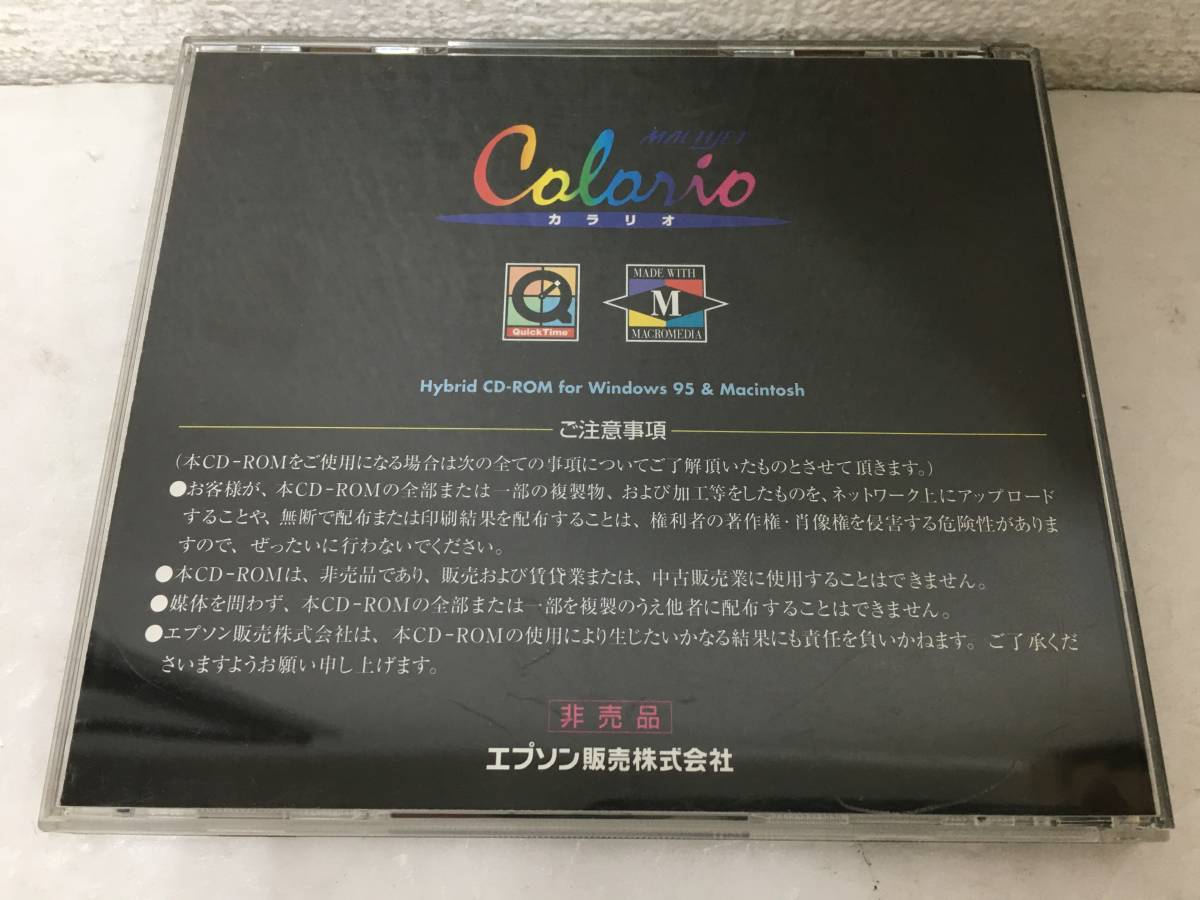 MACHJET
Colorio
カラリオ
QuickTime
MADE WITH
M
MACROMEDIA
Hybrid CD-ROM for Windows 95 & Macintosh
ご注意事項
(本CD-ROMをご使用になる場合は次の全ての事項についてご了解頂いたものとさせて頂きます。)
●お客様が、本CD-ROMの全部または一部の複製物、および加工等をしたものを、ネットワーク上にアップロード
することや、無断で配布または印刷結果を配布することは、権利者の著作権・肖像権を侵害する危険性がありま
すので、ぜったいに行わないでください。
●本CD-ROMは、非売品であり、販売および賃貸業または、中古販売業に使用することはできません。
●媒体を問わず、本CD-ROMの全部または一部を複製のうえ他者に配布することはできません。
●エプソン販売株式会社は、本CD-ROMの使用により生じたいかなる結果にも責任を負いかねます。ご了承くだ
さいますようお願い申し上げます。
非売品
エプソン販売株式会社